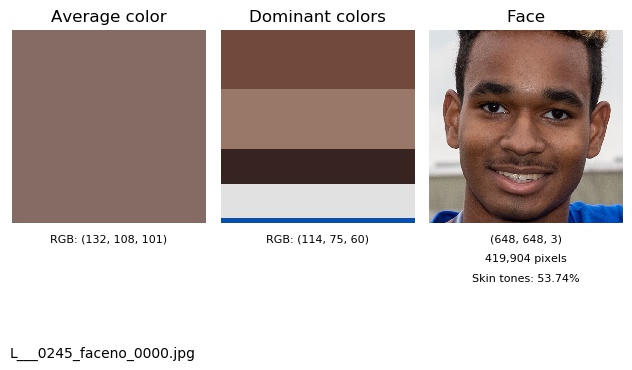 Average color
Dominant colors
Face
RGB: (132, 108, 101)
RGB: (114, 75, 60)
(648, 648, 3)
419,904 pixels
Skin tones: 53.74%
L___0245_faceno_0000.jpg